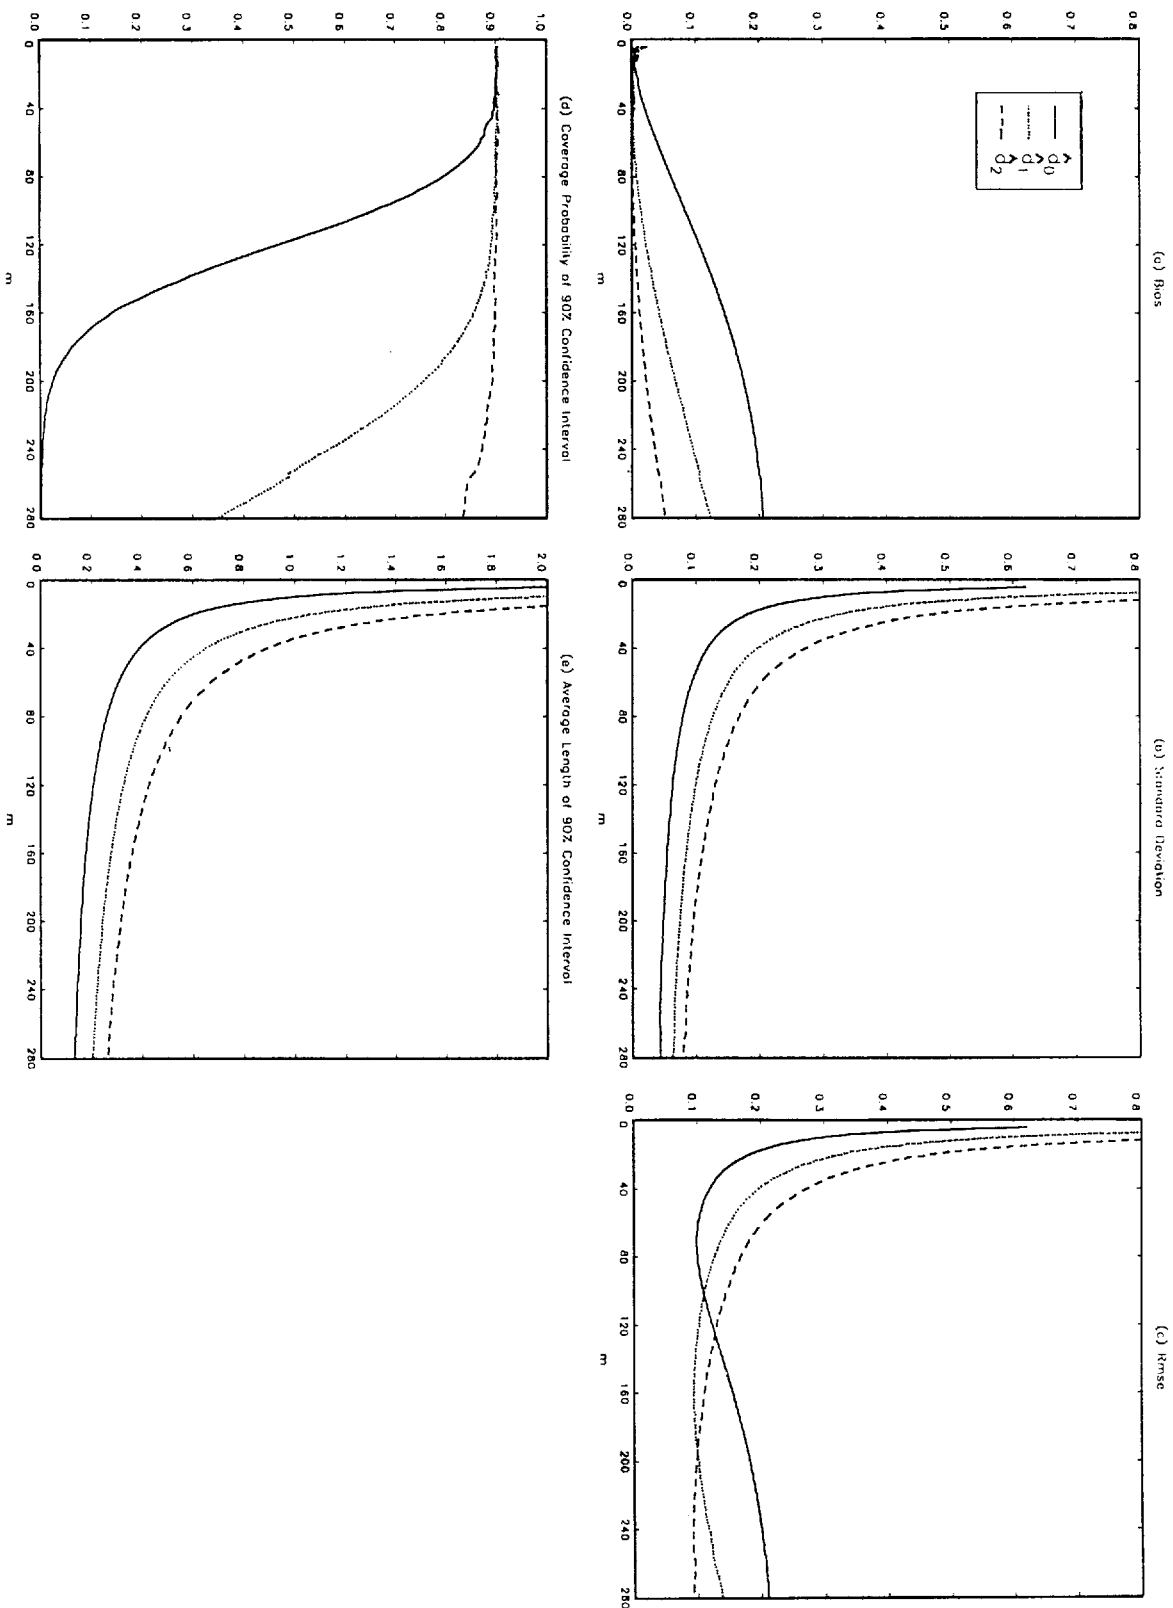 (a) Bias
0.0 0.1 0.2 0.3 0.4 0.5 0.6 0.7 0.8
0 40 80 120 160 200 240 280
m
d̂0
d̂1
d̂2
(b) Standard Deviation
0.0 0.1 0.2 0.3 0.4 0.5 0.6 0.7 0.8
0 40 80 120 160 200 240 280
m
(c) Rmse
0.0 0.1 0.2 0.3 0.4 0.5 0.6 0.7 0.8
0 40 80 120 160 200 240 280
m
(d) Coverage Probability of 90% Confidence Interval
0.0 0.1 0.2 0.3 0.4 0.5 0.6 0.7 0.8 0.9 1.0
0 40 80 120 160 200 240 280
m
(e) Average Length of 90% Confidence Interval
0.0 0.2 0.4 0.6 0.8 1.0 1.2 1.4 1.6 1.8 2.0
0 40 80 120 160 200 240 280
m